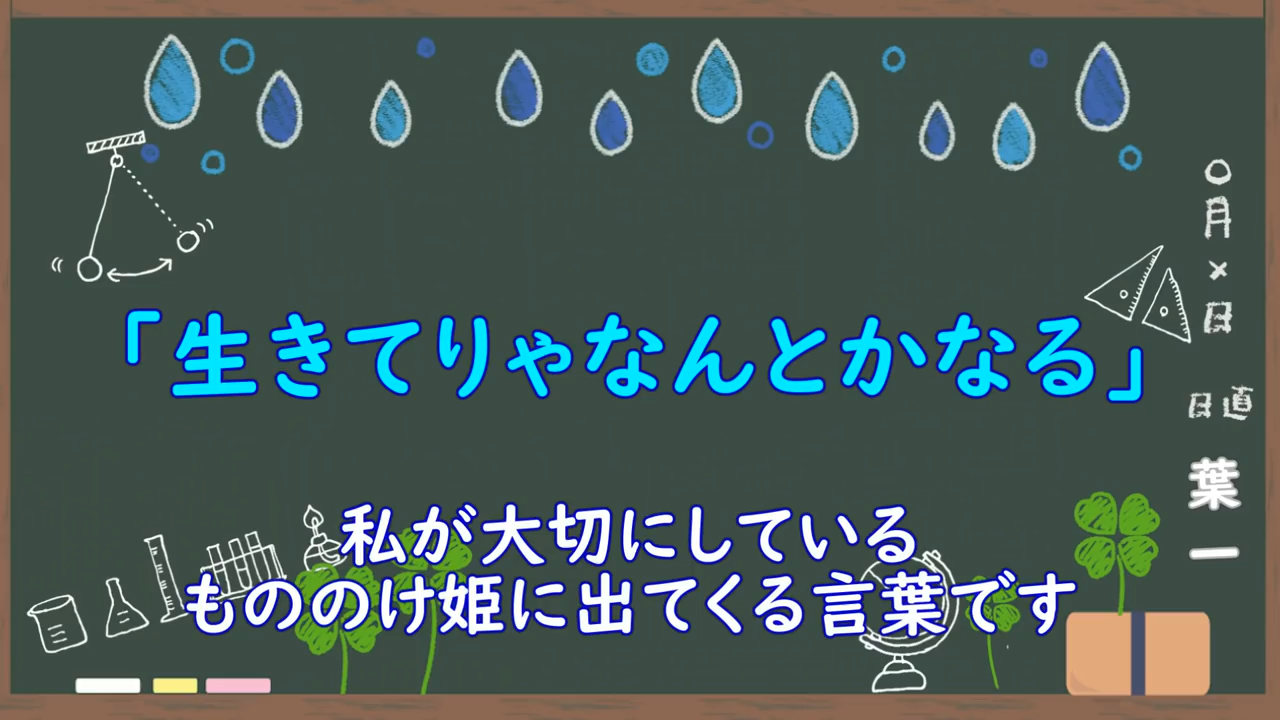 「生きてりゃなんとかなる」
私が大切にしている
もののけ姫に出てくる言葉です
〇月×日
日直
葉一